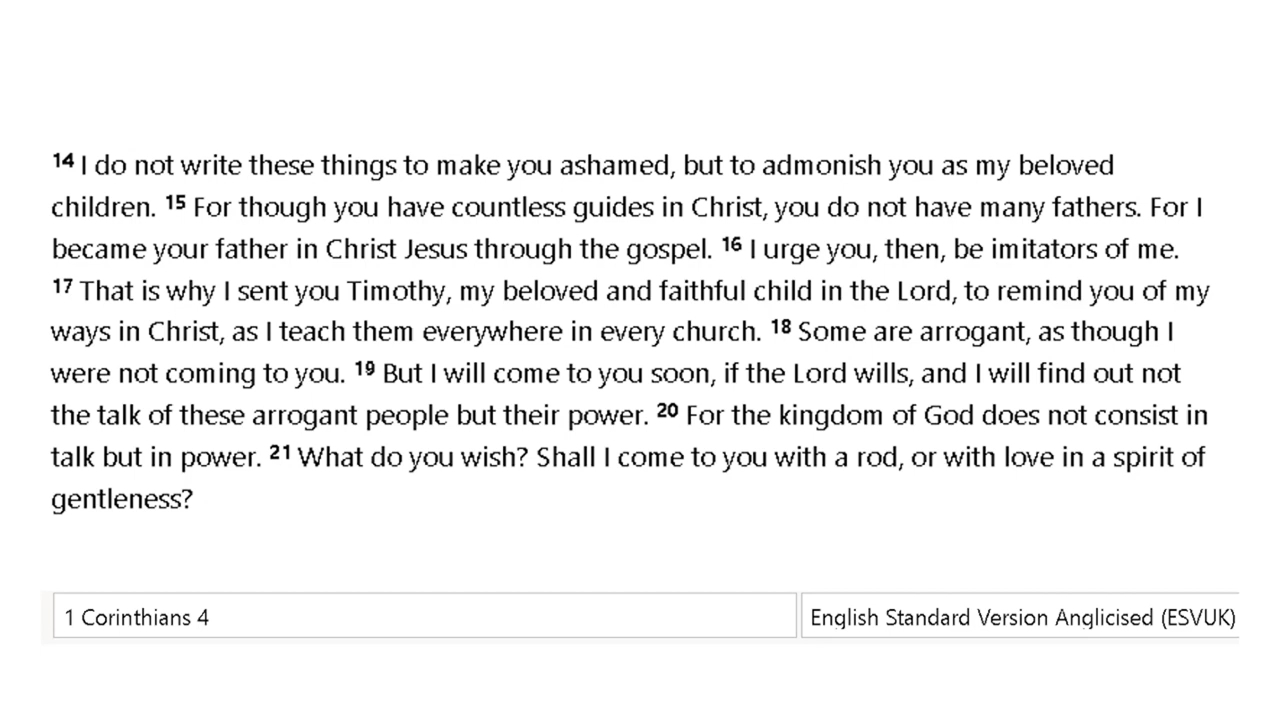 14 I do not write these things to make you ashamed, but to admonish you as my beloved
children. 15 For though you have countless guides in Christ, you do not have many fathers. For I
became your father in Christ Jesus through the gospel. 16 I urge you, then, be imitators of me.
17 That is why I sent you Timothy, my beloved and faithful child in the Lord, to remind you of my
ways in Christ, as I teach them everywhere in every church. 18 Some are arrogant, as though I
were not coming to you. 19 But I will come to you soon, if the Lord wills, and I will find out not
the talk of these arrogant people but their power. 20 For the kingdom of God does not consist in
talk but in power. 21 What do you wish? Shall I come to you with a rod, or with love in a spirit of
gentleness?
1 Corinthians 4
English Standard Version Anglicised (ESVUK)